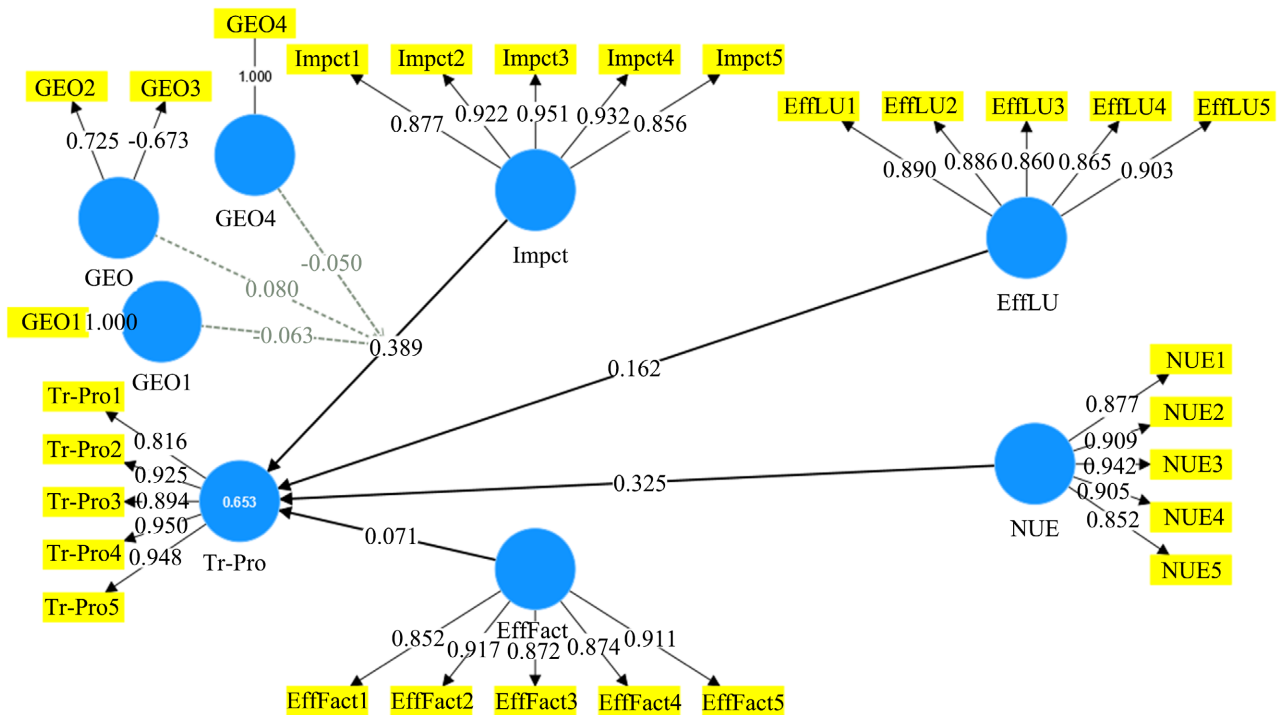 GEO4
1.000
GEO4
GEO2
GEO3
0.725
-0.673
GEO
GEO1
1.000
GEO1
-0.050
0.080
-0.063
Impct1
Impct2
Impct3
Impct4
Impct5
0.877
0.922
0.951
0.932
0.856
Impct
0.389
EffLU1
EffLU2
EffLU3
EffLU4
EffLU5
0.890
0.886
0.860
0.865
0.903
EffLU
0.162
NUE1
NUE2
NUE3
NUE4
NUE5
0.877
0.909
0.942
0.905
0.852
NUE
0.325
Tr-Pro1
Tr-Pro2
Tr-Pro3
Tr-Pro4
Tr-Pro5
0.816
0.925
0.894
0.950
0.948
0.653
Tr-Pro
0.071
EffFact
0.852
0.917
0.872
0.874
0.911
EffFact1
EffFact2
EffFact3
EffFact4
EffFact5